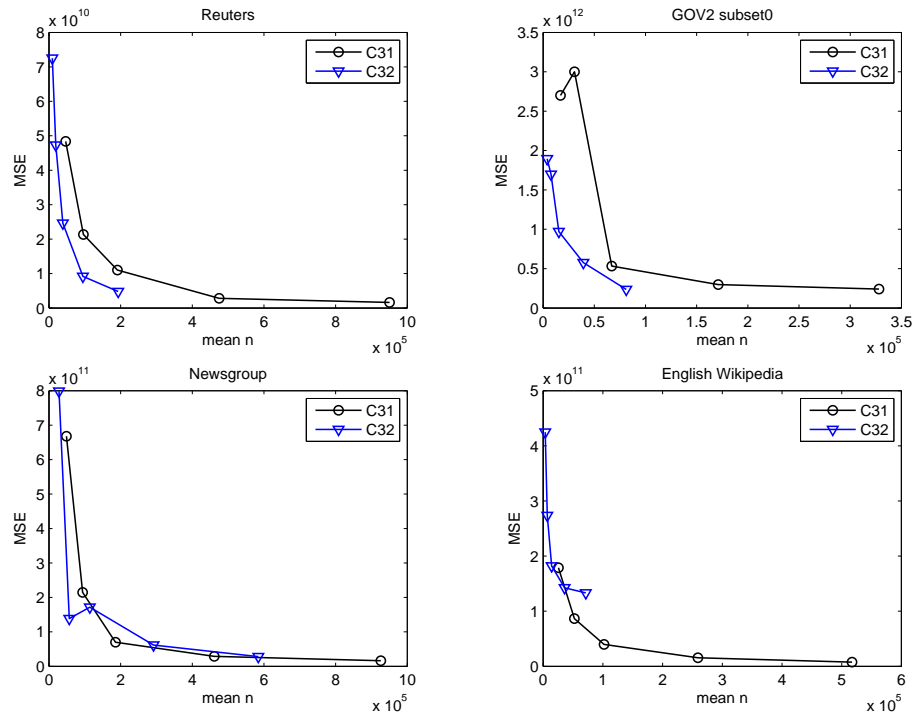 Reuters
x 10^10
8
7
6
5
4
3
2
1
0
MSE
0 2 4 6 8 10
mean n
x 10^5
C31
C32
GOV2 subset0
x 10^12
3.5
3
2.5
2
1.5
1
0.5
0
MSE
0 0.5 1 1.5 2 2.5 3 3.5
mean n
x 10^5
C31
C32
Newsgroup
x 10^11
8
7
6
5
4
3
2
1
0
MSE
0 2 4 6 8 10
mean n
x 10^5
C31
C32
English Wikipedia
x 10^11
5
4
3
2
1
0
MSE
0 1 2 3 4 5 6
mean n
x 10^5
C31
C32